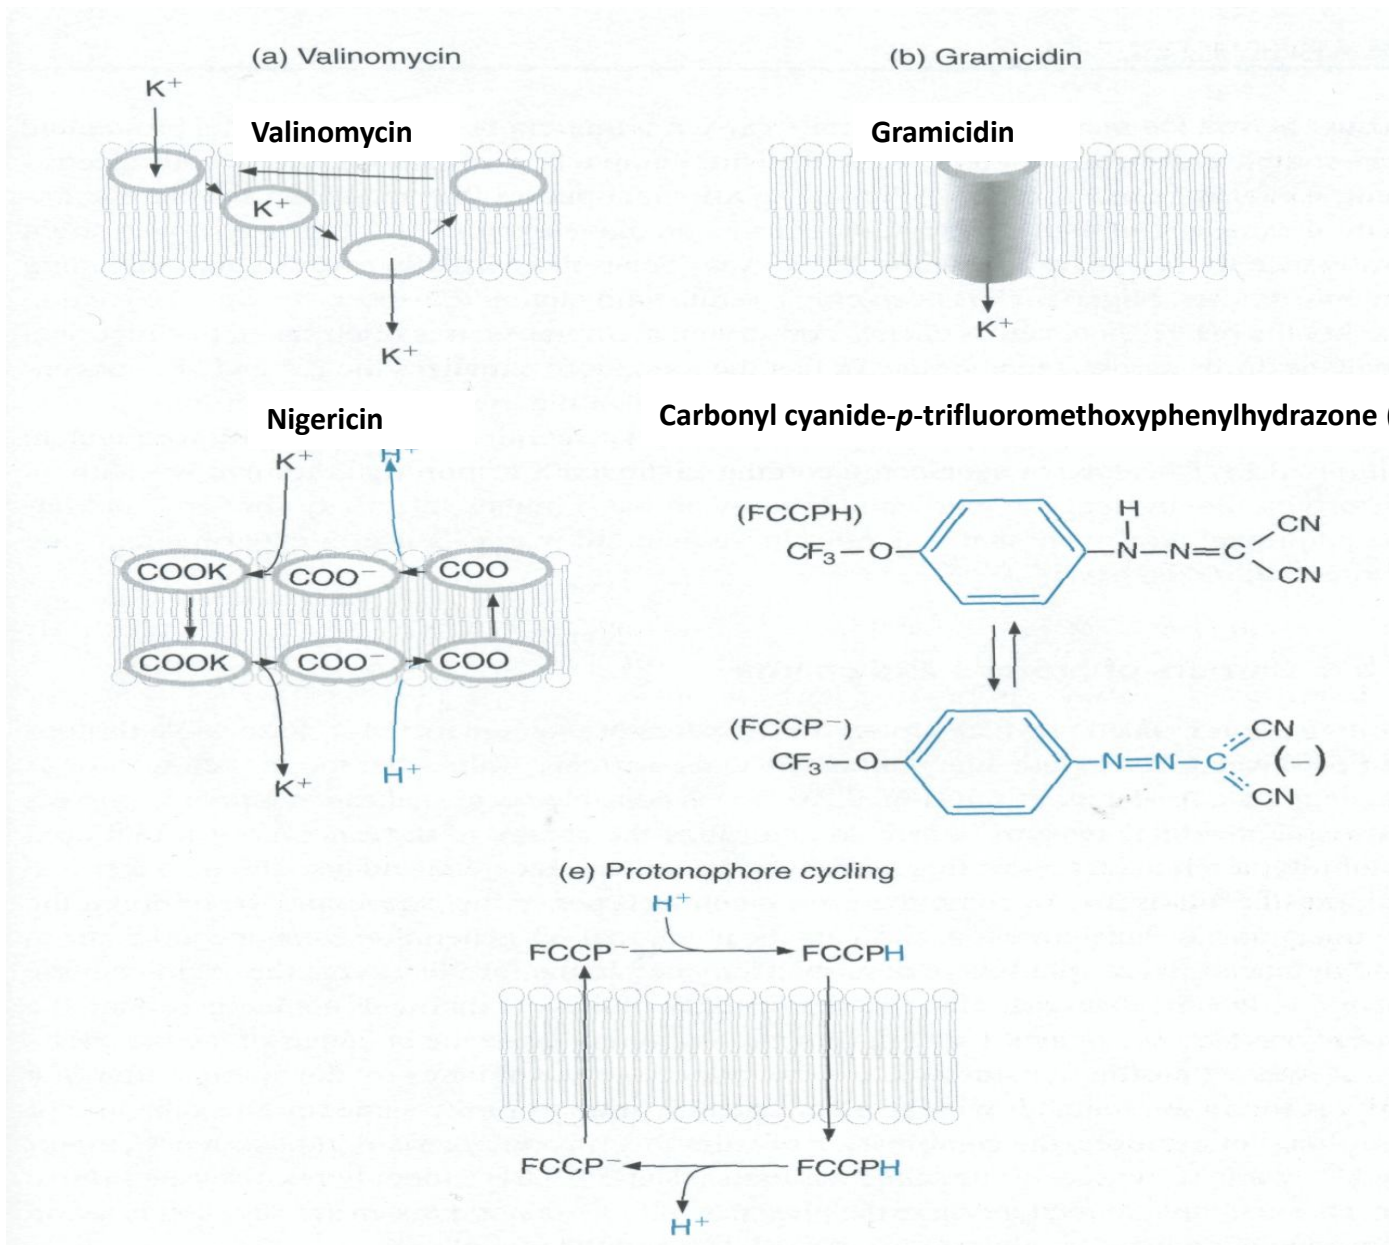 (a) Valinomycin
(b) Gramicidin
K+
Valinomycin
Gramicidin
K+
K+
K+
Nigericin
Carbonyl cyanide-p-trifluoromethoxyphenylhydrazone (
K+
H+
COOK
COO−
COO
COOK
COO−
COO
K+
H+
(FCCPH)
CF3
O
H
N
N
C
CN
CN
(FCCP−)
CF3
O
N
N
C
CN
CN
( )
(e) Protonophore cycling
H+
FCCP−
FCCPH
FCCP−
FCCPH
H+